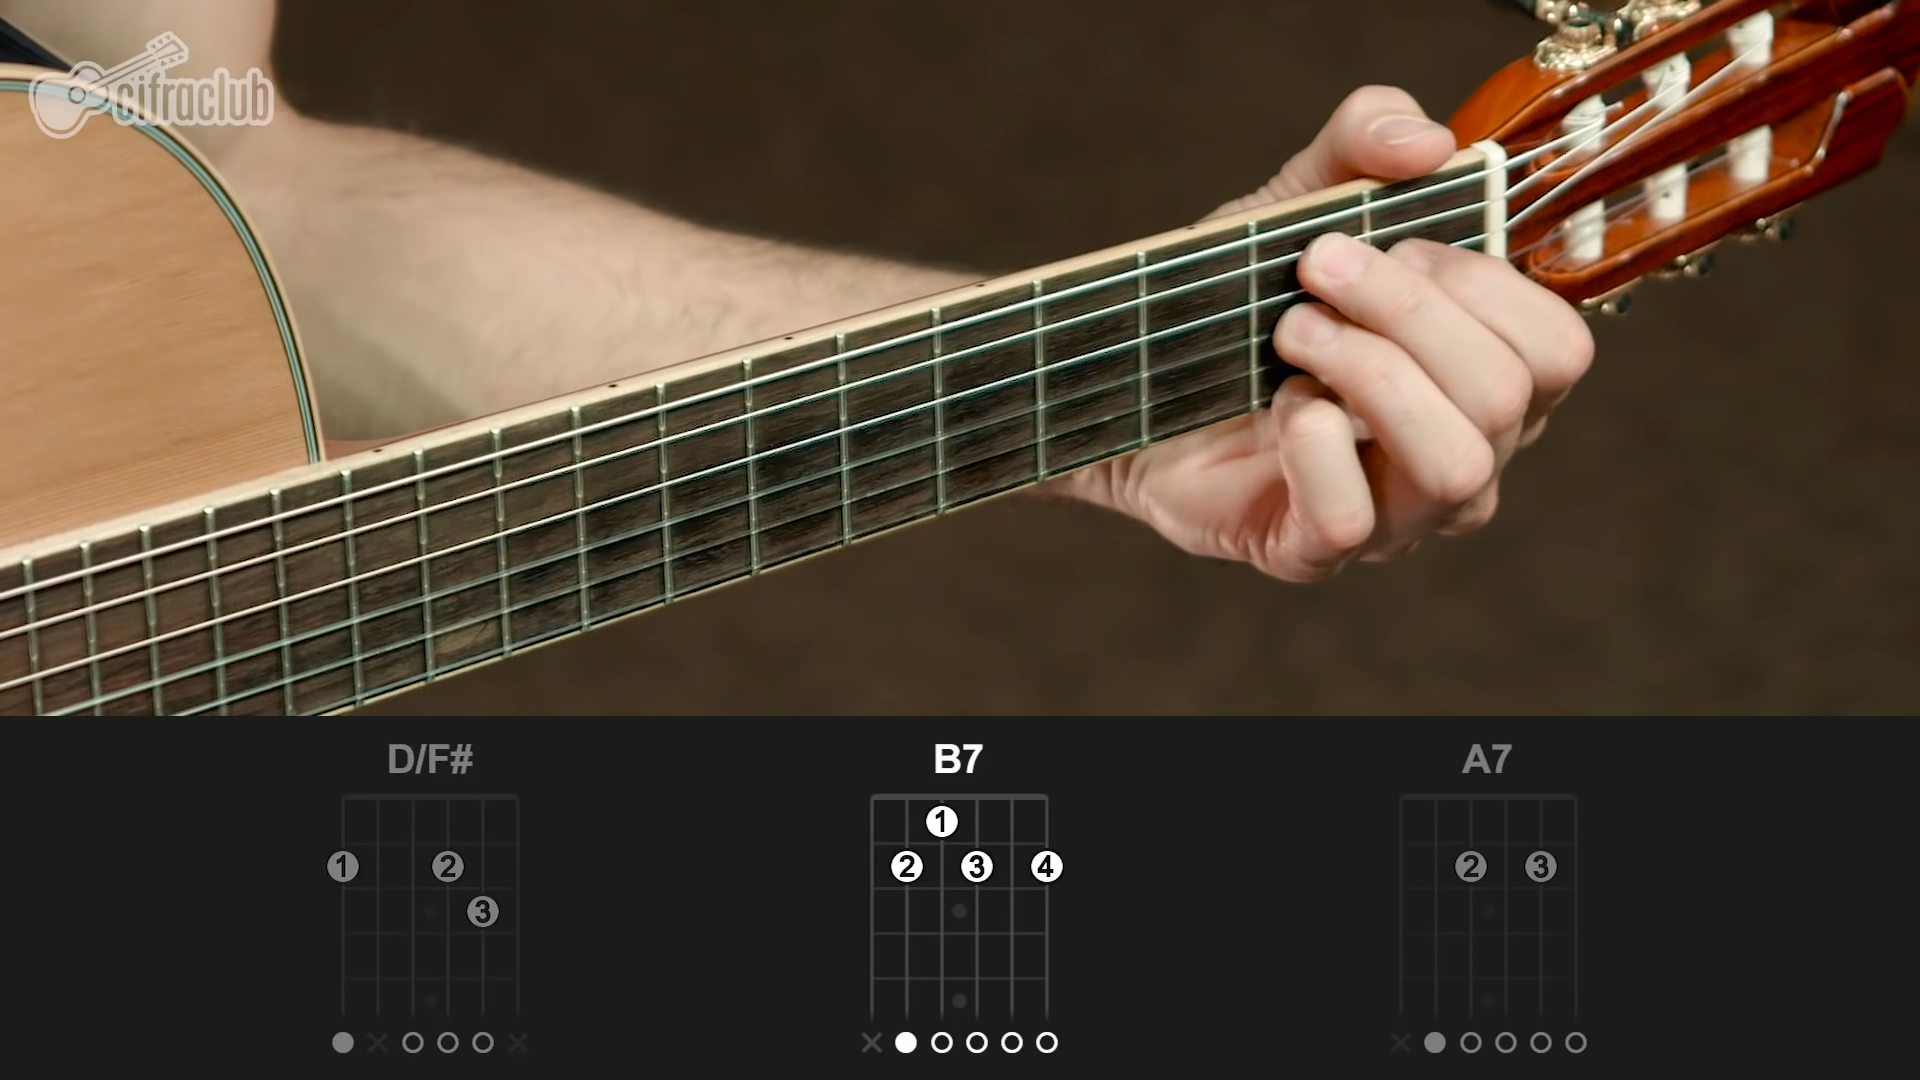 cifraclub
D/F# B7 A7
1
1 2 2 3 4 2 3
3
X X X X